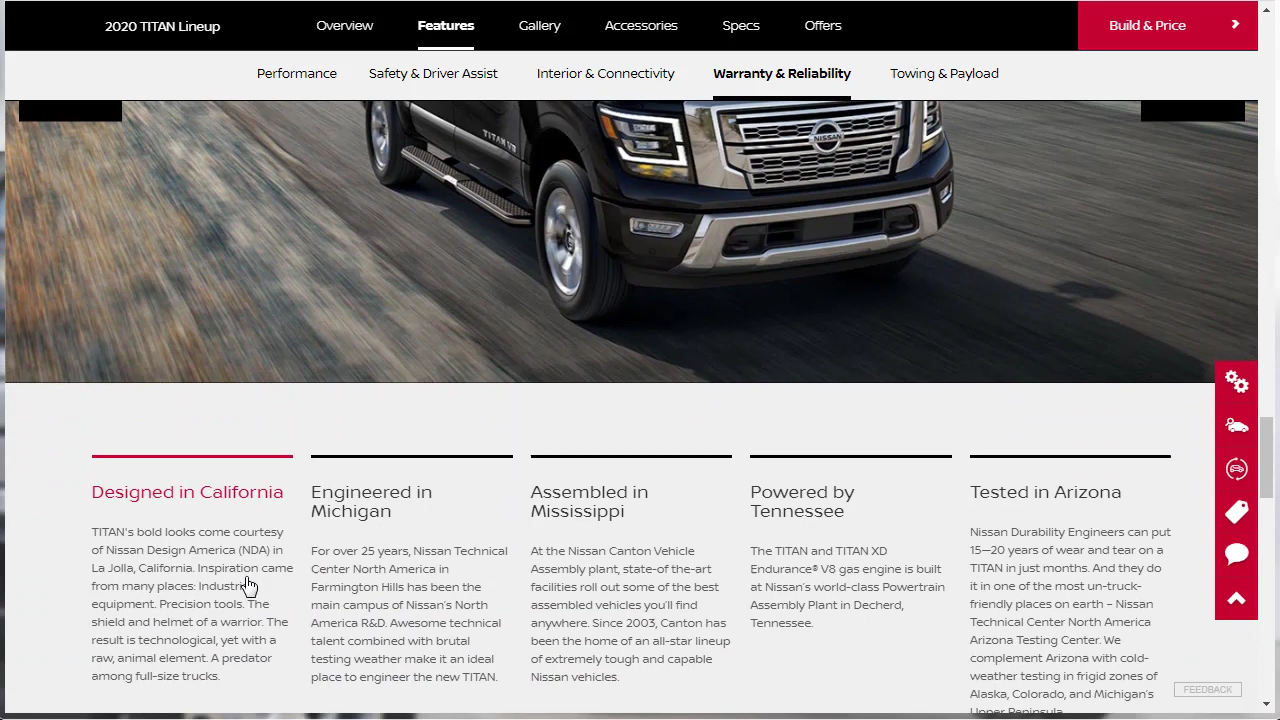 2020 TITAN Lineup
Overview
Features
Gallery
Accessories
Specs
Offers
Build & Price
Performance
Safety & Driver Assist
Interior & Connectivity
Warranty & Reliability
Towing & Payload
TITAN V8
NISSAN
Designed in California
TITAN's bold looks come courtesy
of Nissan Design America (NDA) in
La Jolla, California. Inspiration came
from many places: Industrial
equipment. Precision tools. The
shield and helmet of a warrior. The
result is technological, yet with a
raw, animal element. A predator
among full-size trucks.
Engineered in
Michigan
For over 25 years, Nissan Technical
Center North America in
Farmington Hills has been the
main campus of Nissan's North
America R&D. Awesome technical
talent combined with brutal
testing weather make it an ideal
place to engineer the new TITAN.
Assembled in
Mississippi
At the Nissan Canton Vehicle
Assembly plant, state-of the-art
facilities roll out some of the best
assembled vehicles you'll find
anywhere. Since 2003, Canton has
been the home of an all-star lineup
of extremely tough and capable
Nissan vehicles.
Powered by
Tennessee
The TITAN and TITAN XD
Endurance® V8 gas engine is built
at Nissan's world-class Powertrain
Assembly Plant in Decherd,
Tennessee.
Tested in Arizona
Nissan Durability Engineers can put
15—20 years of wear and tear on a
TITAN in just months. And they do
it in one of the most un-truck-
friendly places on earth – Nissan
Technical Center North America
Arizona Testing Center. We
complement Arizona with cold-
weather testing in frigid zones of
Alaska, Colorado, and Michigan's
Upper Peninsula.
FEEDBACK